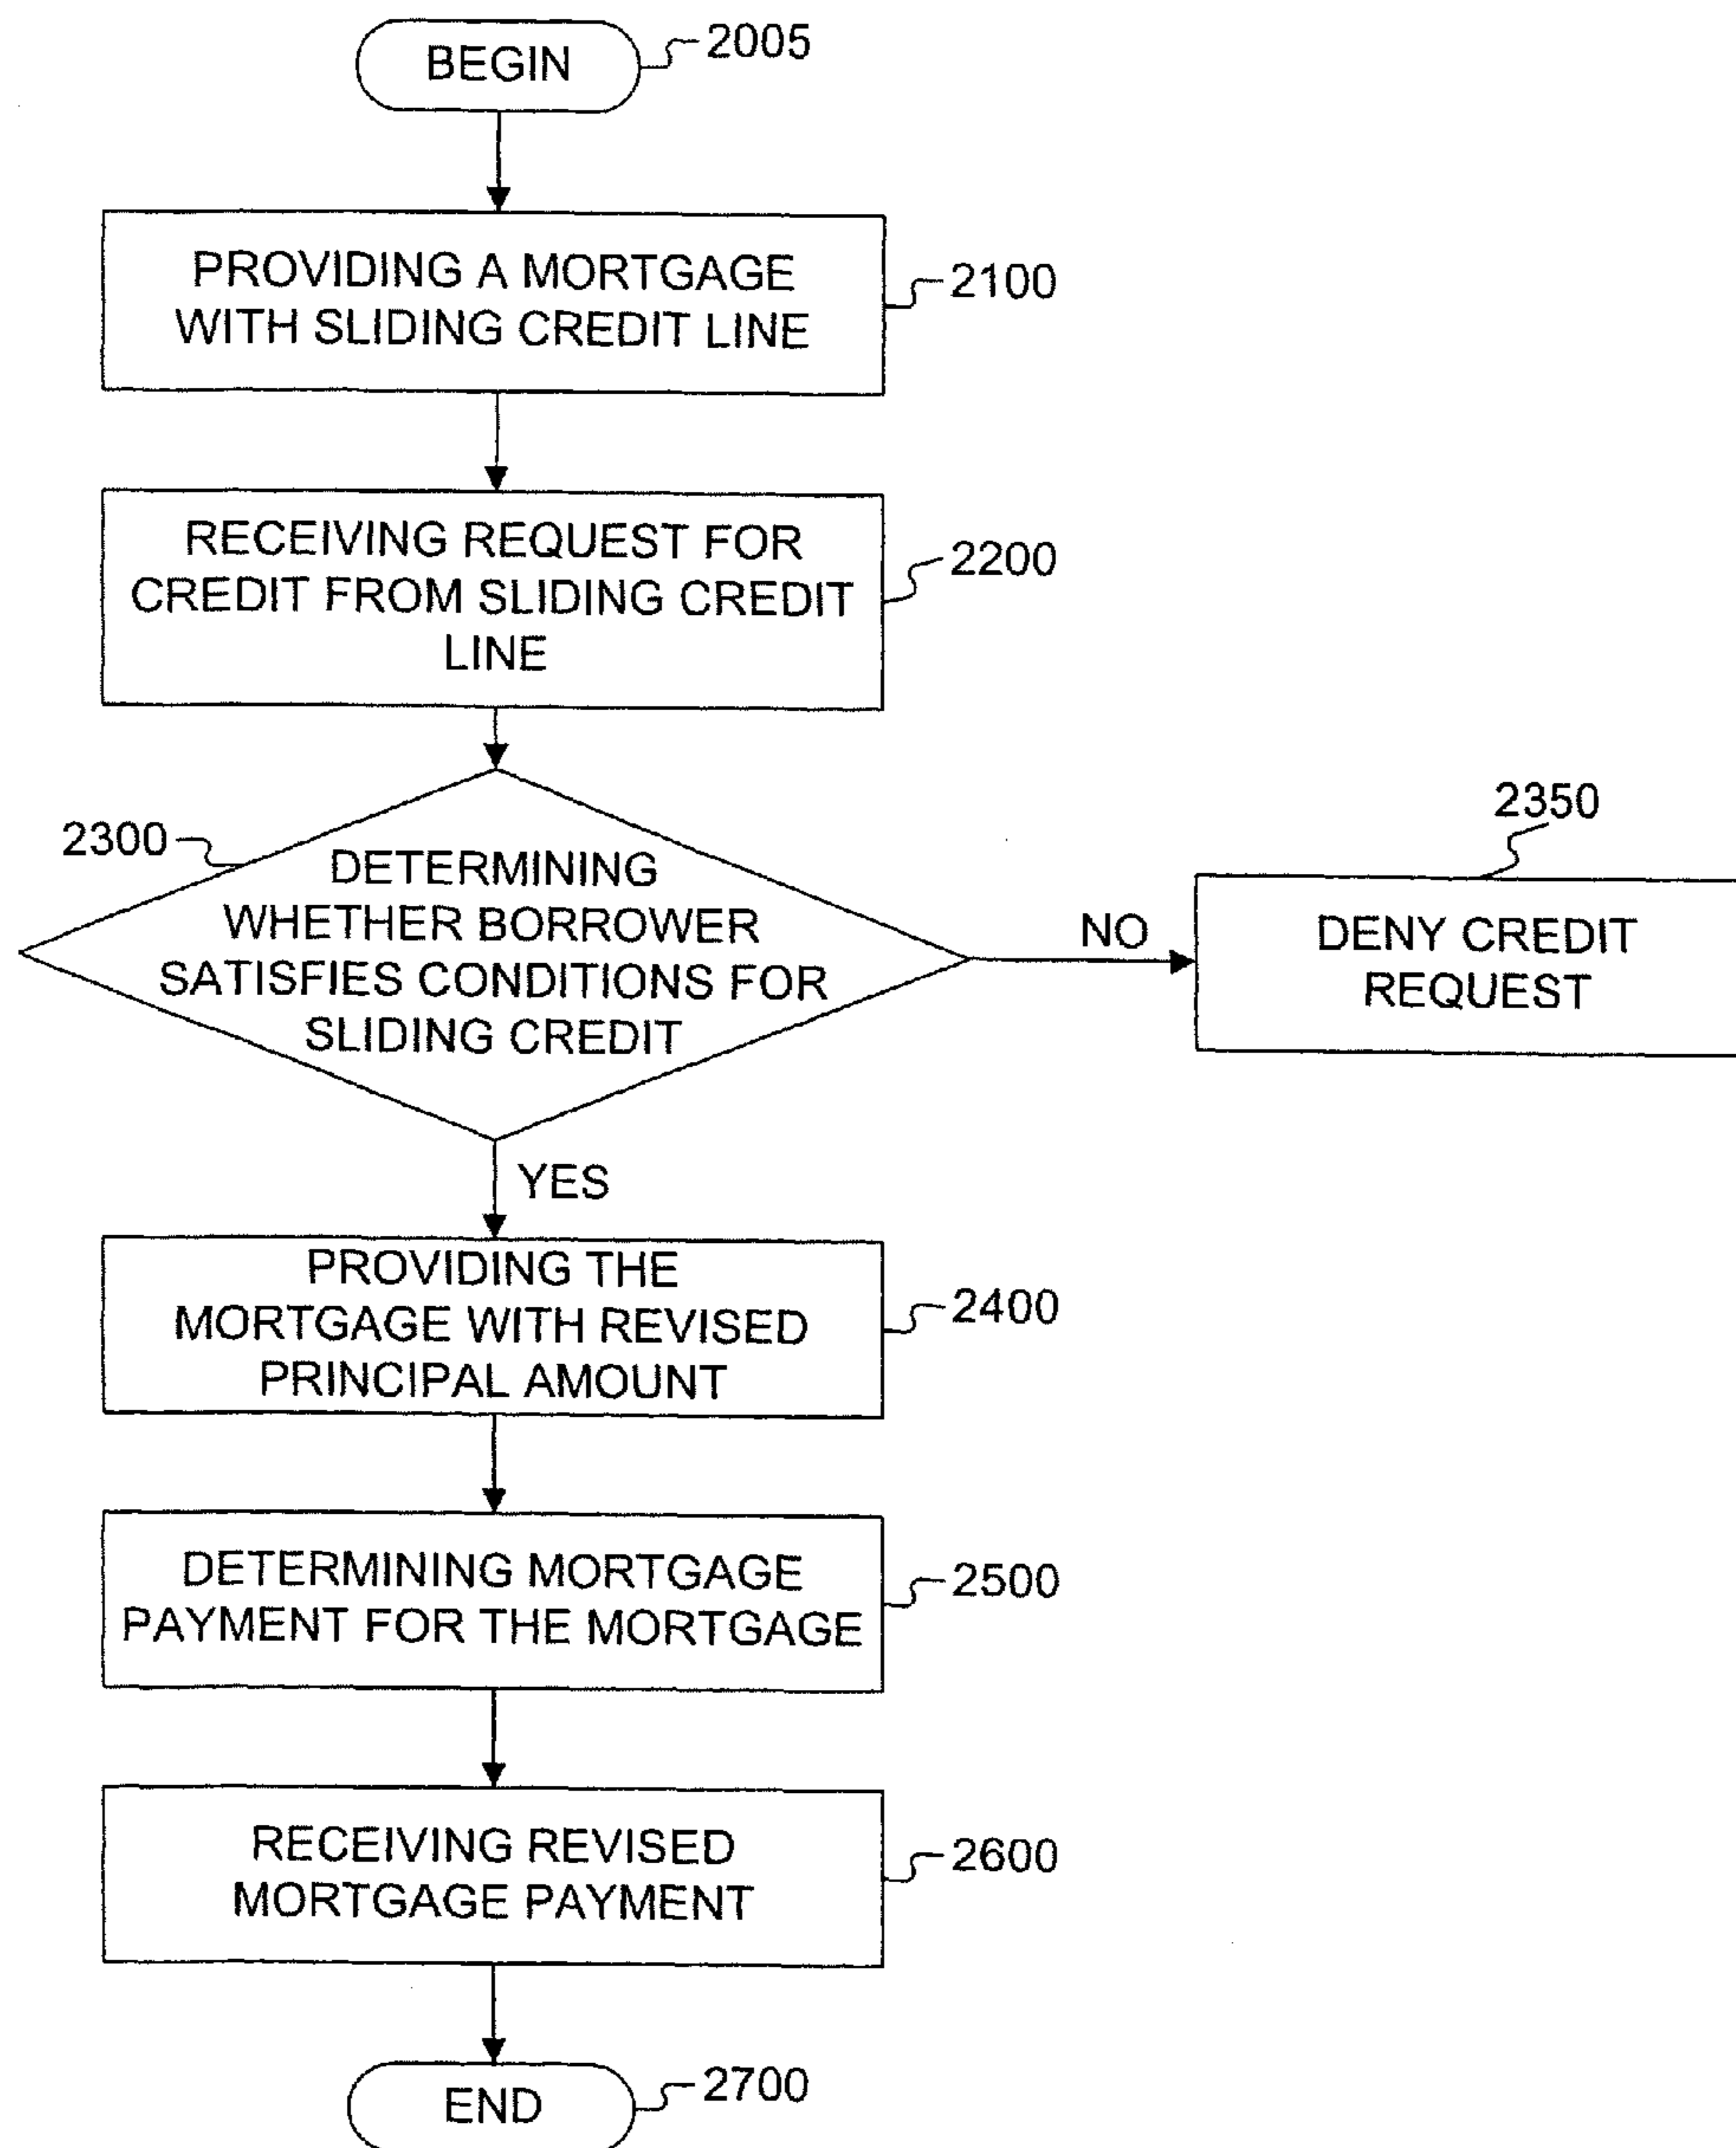 BEGIN
2005
PROVIDING A MORTGAGE
WITH SLIDING CREDIT LINE
2100
RECEIVING REQUEST FOR
CREDIT FROM SLIDING CREDIT
LINE
2200
2300
DETERMINING
WHETHER BORROWER
SATISFIES CONDITIONS FOR
SLIDING CREDIT
NO
2350
DENY CREDIT
REQUEST
YES
PROVIDING THE
MORTGAGE WITH REVISED
PRINCIPAL AMOUNT
2400
DETERMINING MORTGAGE
PAYMENT FOR THE MORTGAGE
2500
RECEIVING REVISED
MORTGAGE PAYMENT
2600
END
2700